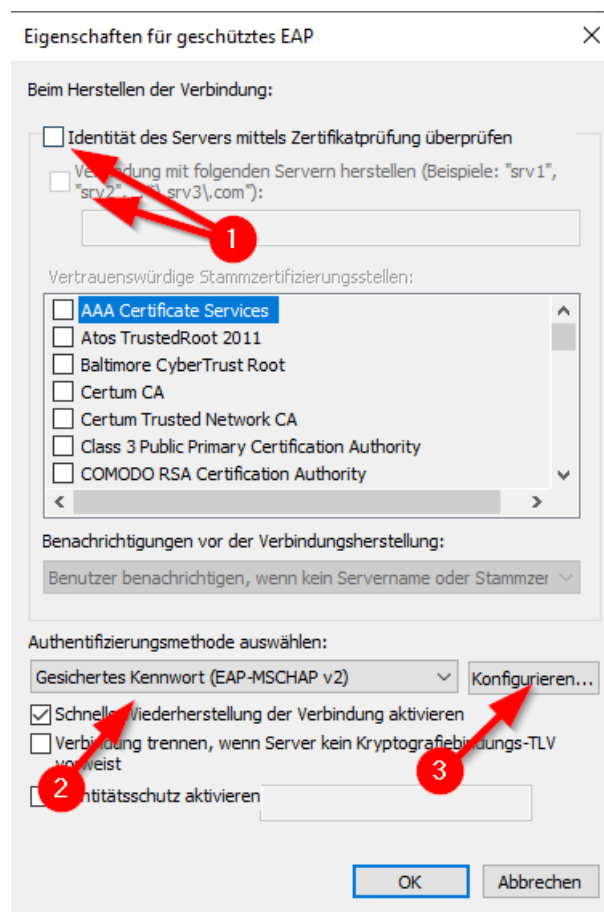 Eigenschaften für geschütztes EAP
Beim Herstellen der Verbindung:
Identität des Servers mittels Zertifikatprüfung überprüfen
mit folgenden Servern herstellen (Beispiele: "srv1",
"srv2", srv3\.com"):
1
Vertrauenswürdige Stammzertifizierungsstellen:
AAA Certificate Services
Atos TrustedRoot 2011
Baltimore CyberTrust Root
Certum CA
Certum Trusted Network CA
Class 3 Public Primary Certification Authority
COMODO RSA Certification Authority
Benachrichtigungen vor der Verbindungsherstellung:
Benutzer benachrichtigen, wenn kein Servername oder Stammzer
Authentifizierungsmethode auswählen:
Gesichertes Kennwort (EAP-MSCHAP v2) Konfigurieren...
Schnelle Wiederherstellung der Verbindung aktivieren
Verbindung trennen, wenn Server kein Kryptografiebindungs-TLV
vorweist
2
3
aktivieren
OK Abbrechen